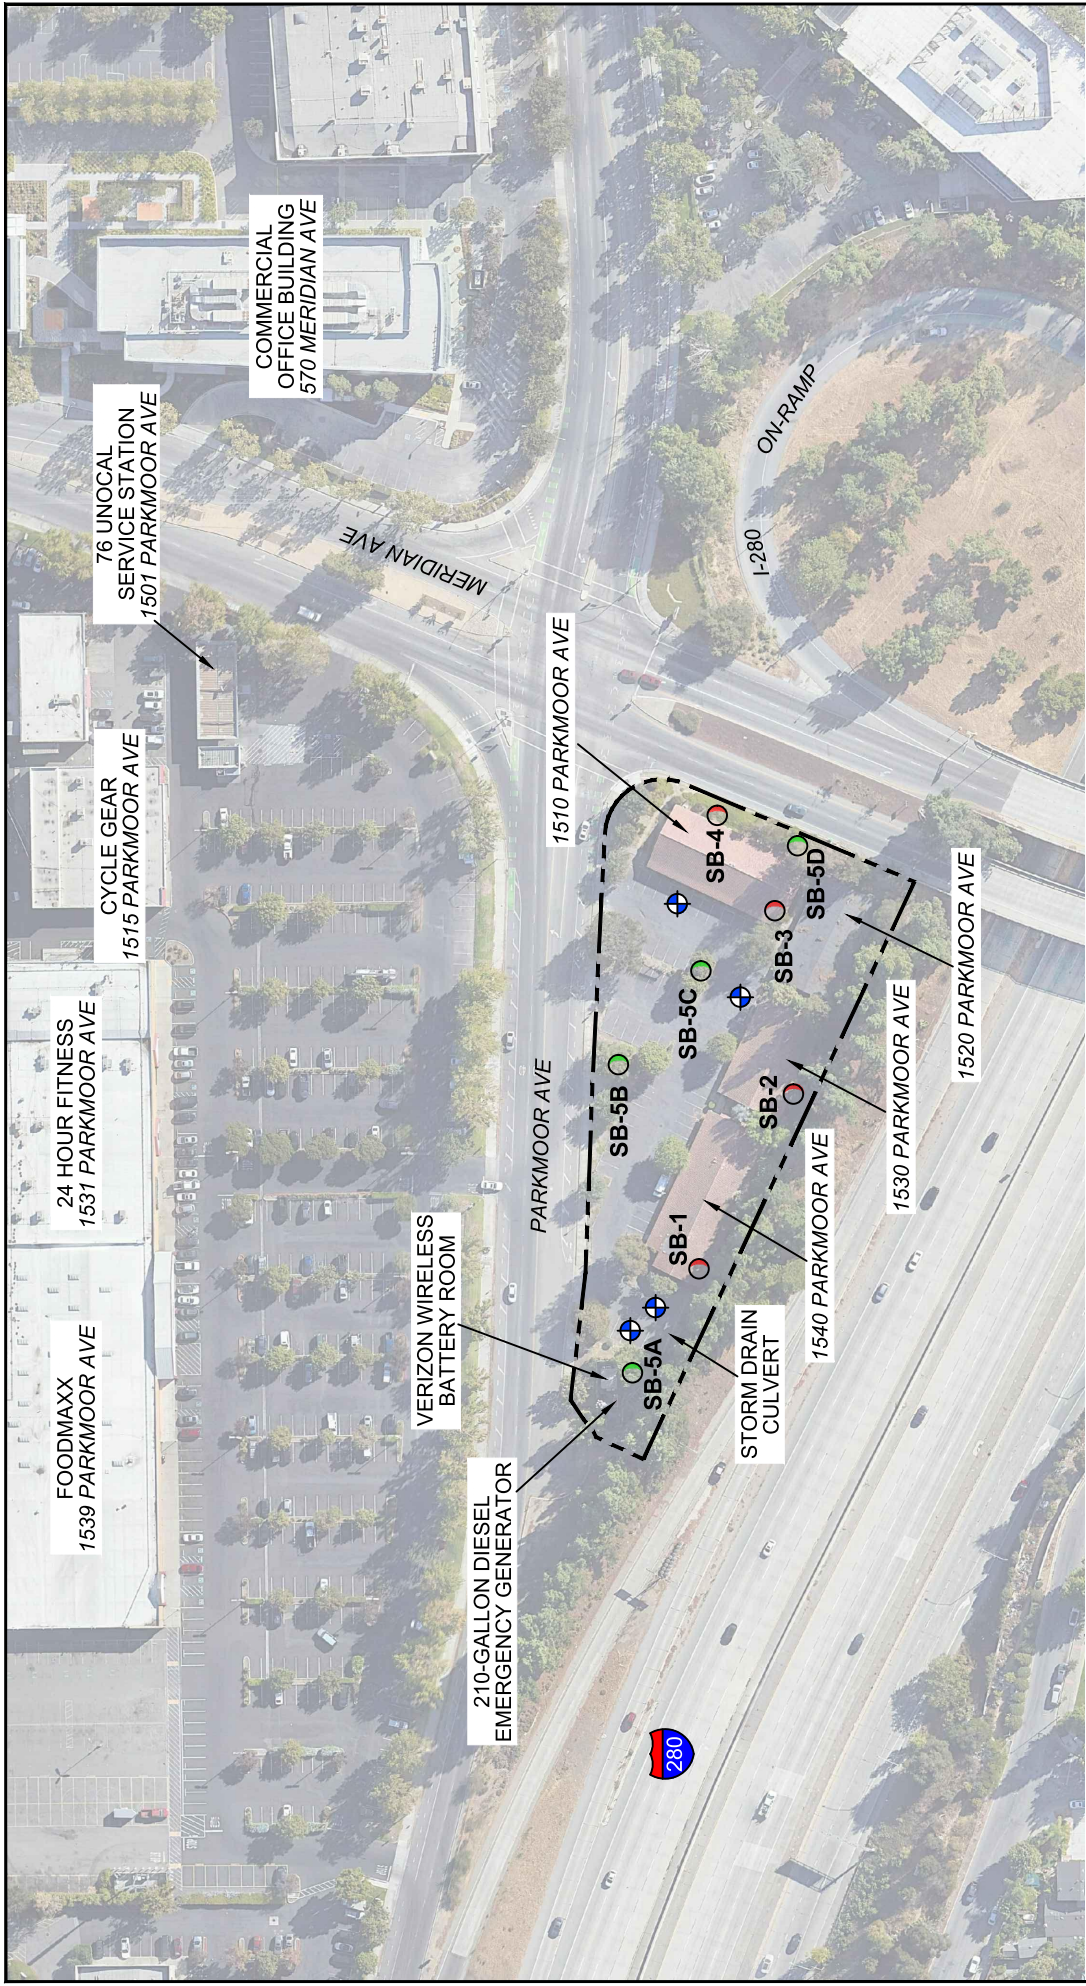 FOODMAXX
1539 PARKMOOR AVE
24 HOUR FITNESS
1531 PARKMOOR AVE
CYCLE GEAR
1515 PARKMOOR AVE
76 UNOCAL
SERVICE STATION
1501 PARKMOOR AVE
COMMERCIAL
OFFICE BUILDING
570 MERIDIAN AVE
MERIDIAN AVE
VERIZON WIRELESS
BATTERY ROOM
210-GALLON DIESEL
EMERGENCY GENERATOR
PARKMOOR AVE
1510 PARKMOOR AVE
SB-5A
SB-1
SB-5B
SB-5C
SB-2
SB-3
SB-4
SB-5D
STORM DRAIN
CULVERT
1540 PARKMOOR AVE
1530 PARKMOOR AVE
1520 PARKMOOR AVE
I-280
ON-RAMP
280